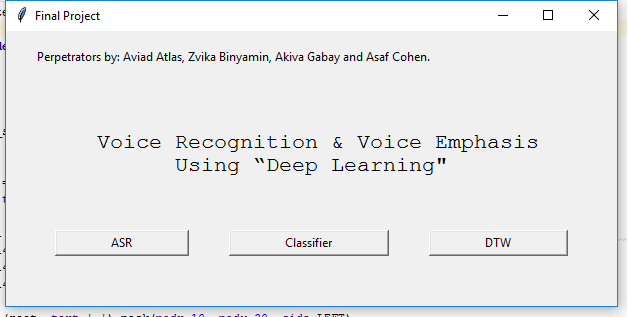 Final Project
Perpetrators by: Aviad Atlas, Zvika Binyamin, Akiva Gabay and Asaf Cohen.
Voice Recognition & Voice Emphasis
Using “Deep Learning"
ASR
Classifier
DTW